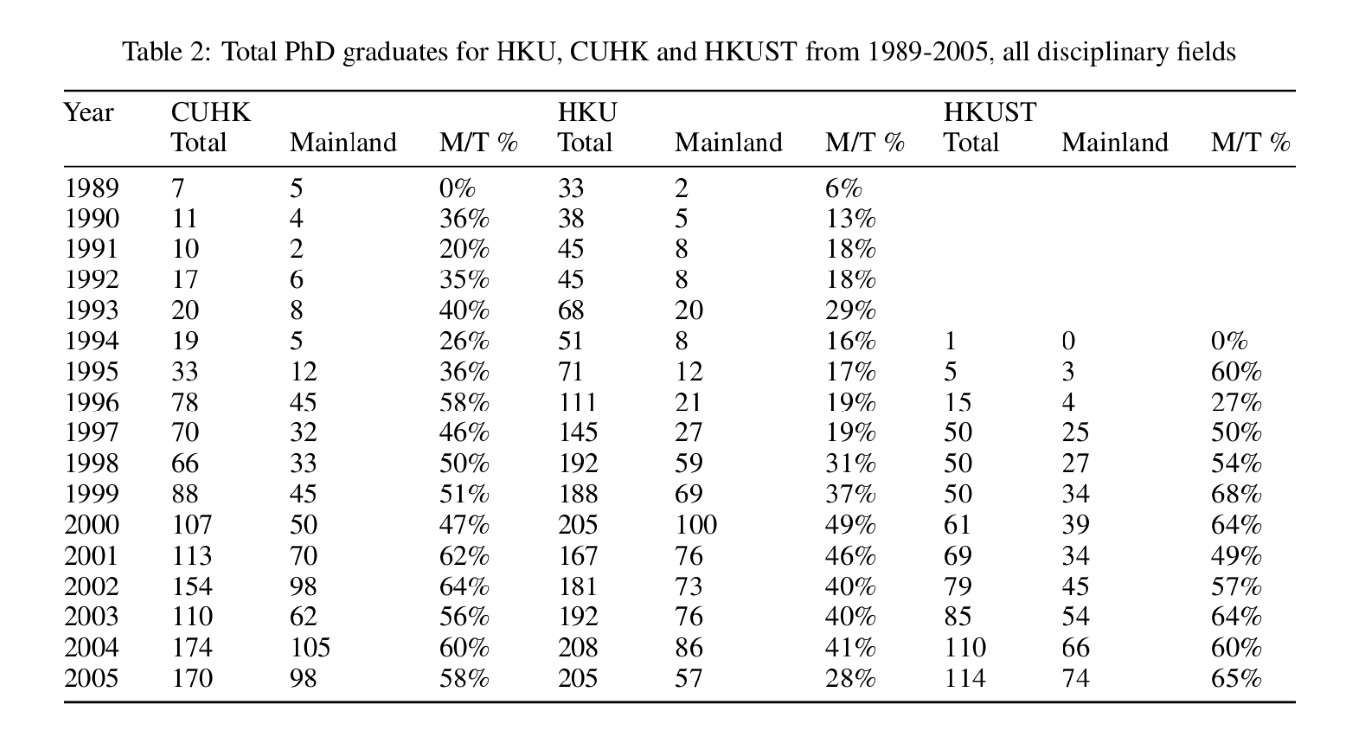 Table 2: Total PhD graduates for HKU, CUHK and HKUST from 1989-2005, all disciplinary fields
Year CUHK HKU HKUST
Total Mainland M/T % Total Mainland M/T % Total Mainland M/T %
1989 7 5 0% 33 2 6%
1990 11 4 36% 38 5 13%
1991 10 2 20% 45 8 18%
1992 17 6 35% 45 8 18%
1993 20 8 40% 68 20 29%
1994 19 5 26% 51 8 16% 1 0 0%
1995 33 12 36% 71 12 17% 5 3 60%
1996 78 45 58% 111 21 19% 15 4 27%
1997 70 32 46% 145 27 19% 50 25 50%
1998 66 33 50% 192 59 31% 50 27 54%
1999 88 45 51% 188 69 37% 50 34 68%
2000 107 50 47% 205 100 49% 61 39 64%
2001 113 70 62% 167 76 46% 69 34 49%
2002 154 98 64% 181 73 40% 79 45 57%
2003 110 62 56% 192 76 40% 85 54 64%
2004 174 105 60% 208 86 41% 110 66 60%
2005 170 98 58% 205 57 28% 114 74 65%